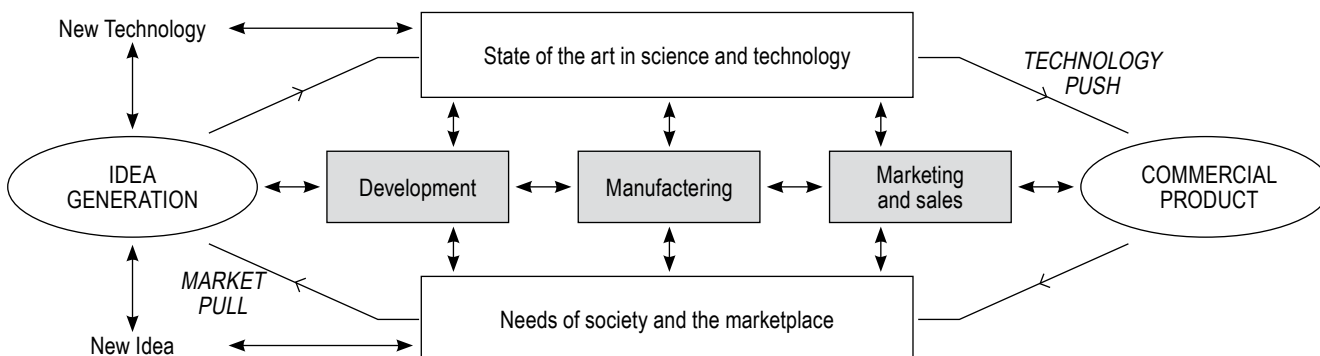 New Technology
State of the art in science and technology
TECHNOLOGY
PUSH
IDEA
GENERATION
Development
Manufactering
Marketing
and sales
COMMERCIAL
PRODUCT
MARKET
PULL
Needs of society and the marketplace
New Idea